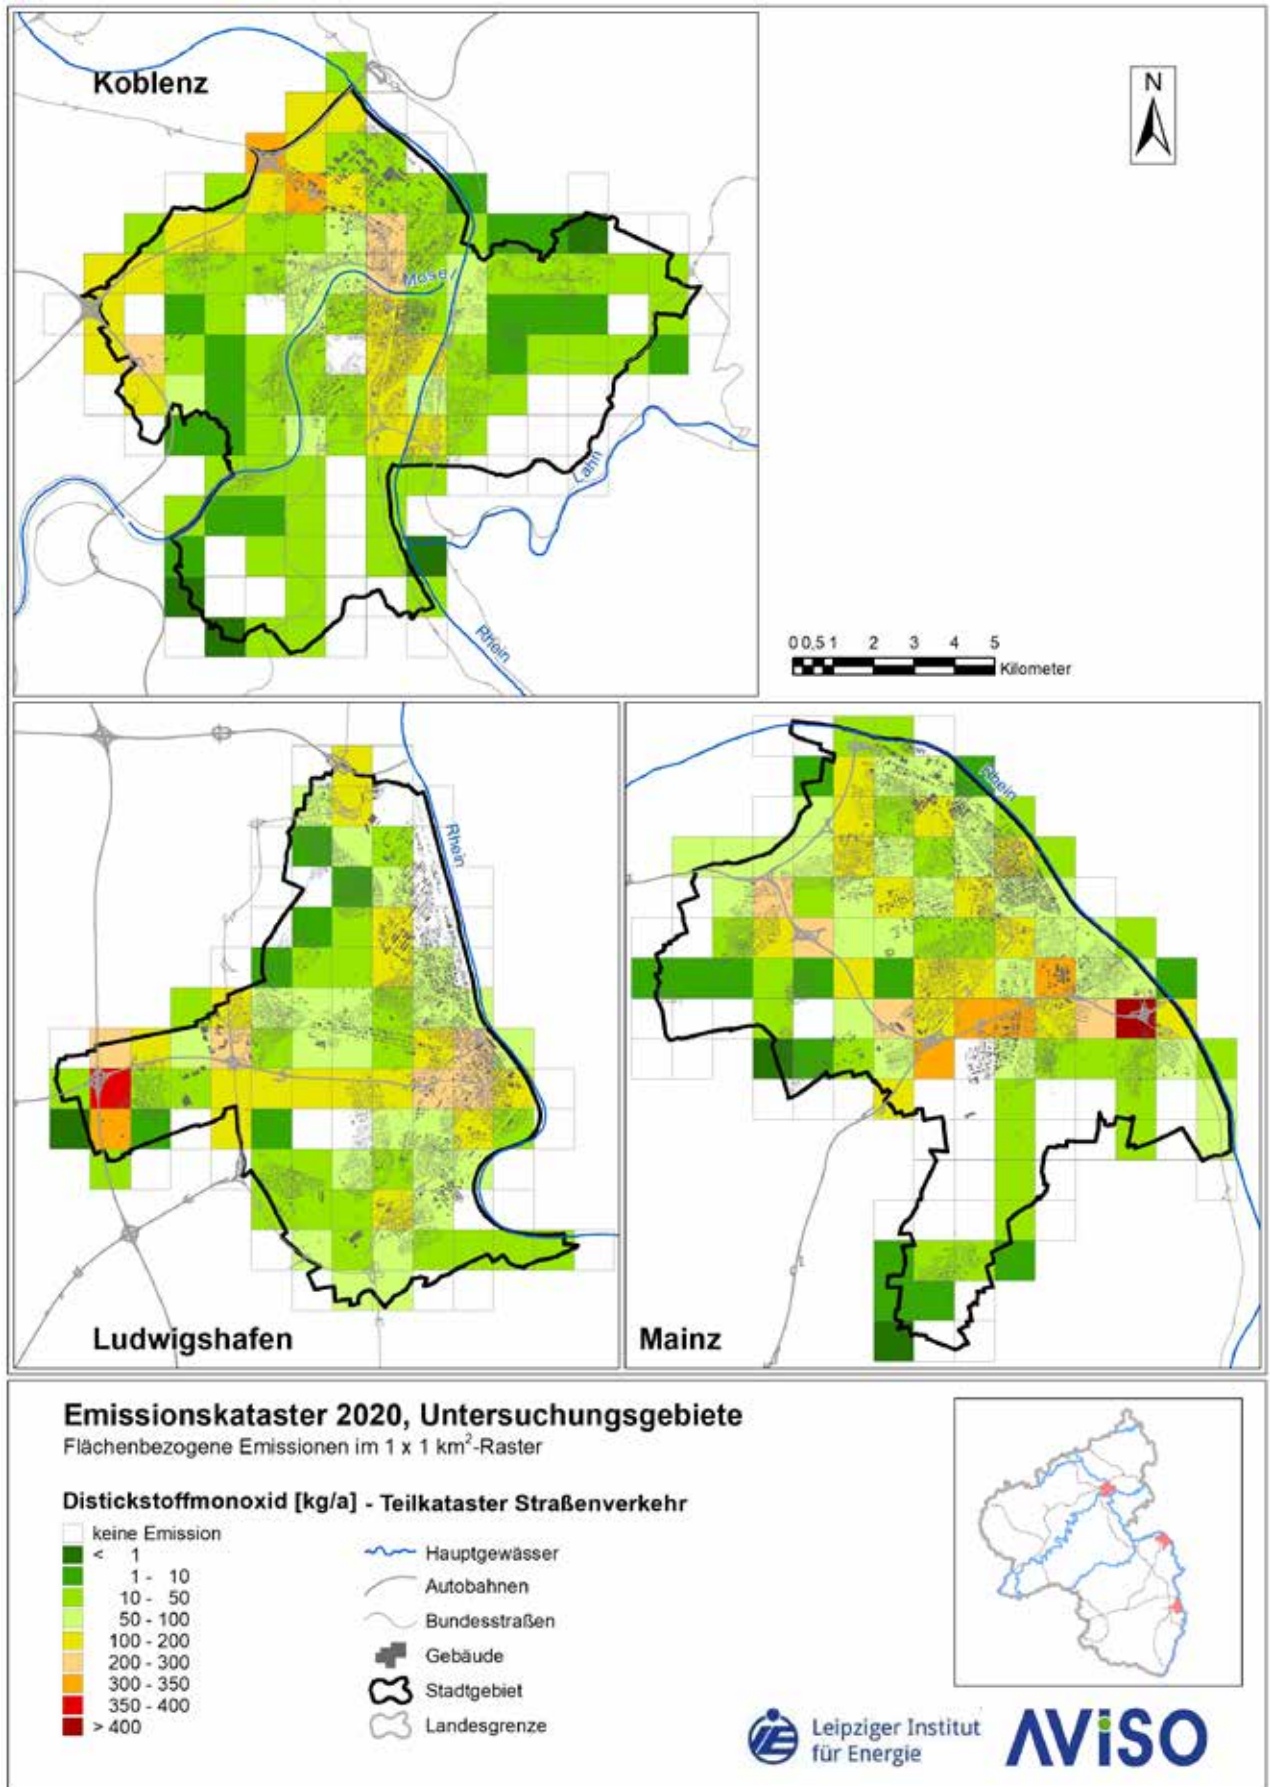 Koblenz
N
Mosel
Lahn
Rhein
0 0,5 1 2 3 4 5
Kilometer
Rhein
Ludwigshafen
Rhein
Mainz
Emissionskataster 2020, Untersuchungsgebiete
Flächenbezogene Emissionen im 1 x 1 km²-Raster
Distickstoffmonoxid [kg/a] - Teilkataster Straßenverkehr
keine Emission
< 1
1 - 10
10 - 50
50 - 100
100 - 200
200 - 300
300 - 350
350 - 400
> 400
Hauptgewässer
Autobahnen
Bundesstraßen
Gebäude
Stadtgebiet
Landesgrenze
Leipziger Institut
für Energie
AViSO